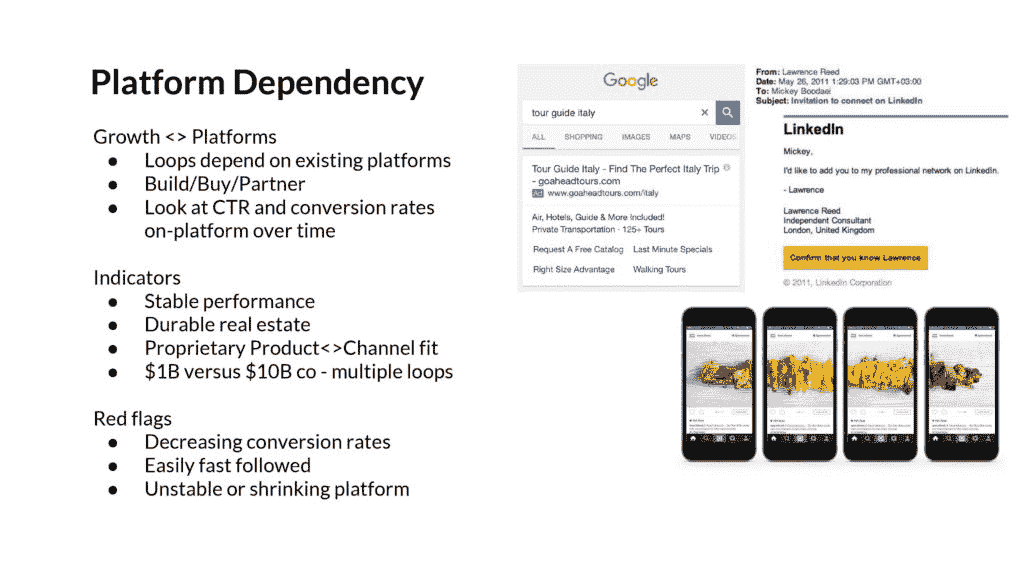 Platform Dependency
Growth <> Platforms
● Loops depend on existing platforms
● Build/Buy/Partner
● Look at CTR and conversion rates
on-platform over time
Indicators
● Stable performance
● Durable real estate
● Proprietary Product<>Channel fit
● $1B versus $10B co - multiple loops
Red flags
● Decreasing conversion rates
● Easily fast followed
● Unstable or shrinking platform
Google
tour guide italy
ALL SHOPPING IMAGES MAPS VIDEOS
Tour Guide Italy - Find The Perfect Italy Trip
- goaheadtours.com
Ad www.goaheadtours.com/italy
Air, Hotels, Guide & More Included!
Private Transportation · 125+ Tours
Request A Free Catalog Last Minute Specials
Right Size Advantage Walking Tours
From: Lawrence Reed
Date: May 26, 2011 1:29:03 PM GMT+03:00
To: Mickey Boodaei
Subject: Invitation to connect on LinkedIn
LinkedIn
Mickey,
I'd like to add you to my professional network on LinkedIn.
- Lawrence
Lawrence Reed
Independent Consultant
London, United Kingdom
Confirm that you know Lawrence
© 2011, LinkedIn Corporation